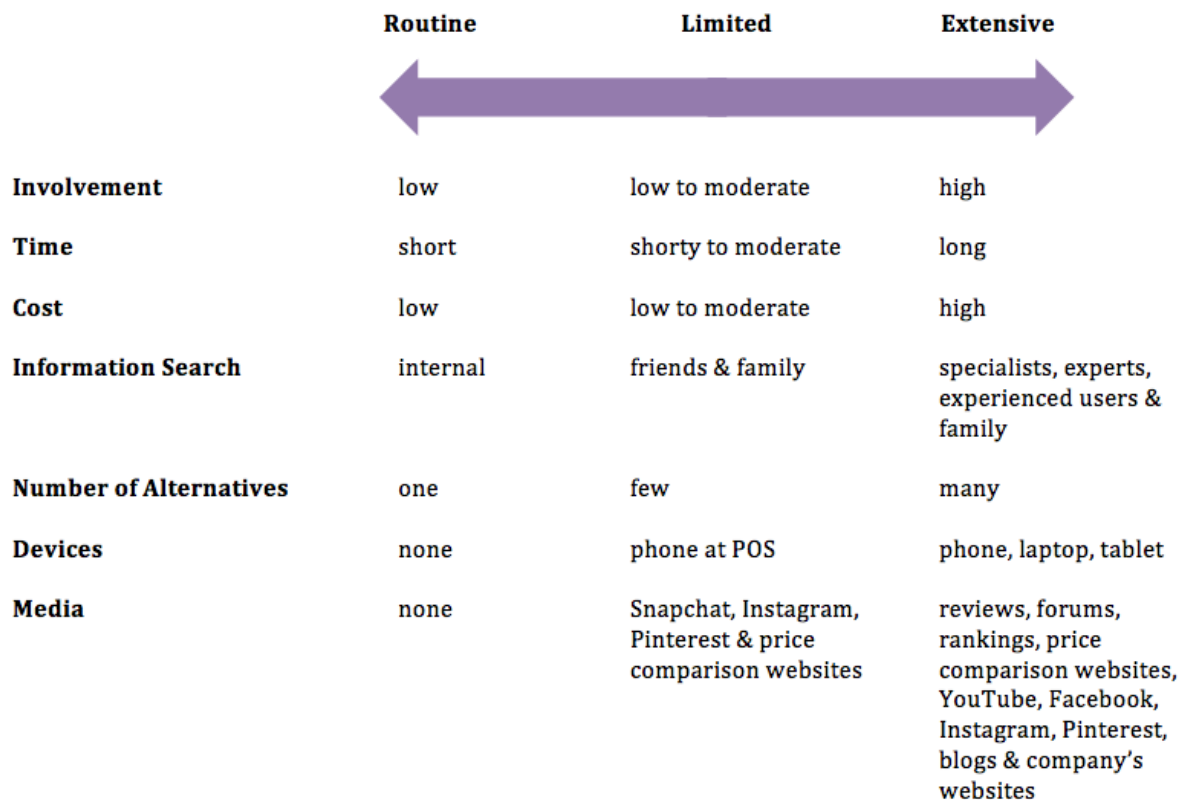 Routine Limited Extensive
Involvement low low to moderate high
Time short shorty to moderate long
Cost low low to moderate high
Information Search internal friends & family specialists, experts,
experienced users &
family
Number of Alternatives one few many
Devices none phone at POS phone, laptop, tablet
Media none Snapchat, Instagram, reviews, forums,
Pinterest & price rankings, price
comparison websites comparison websites,
YouTube, Facebook,
Instagram, Pinterest,
blogs & company’s
websites